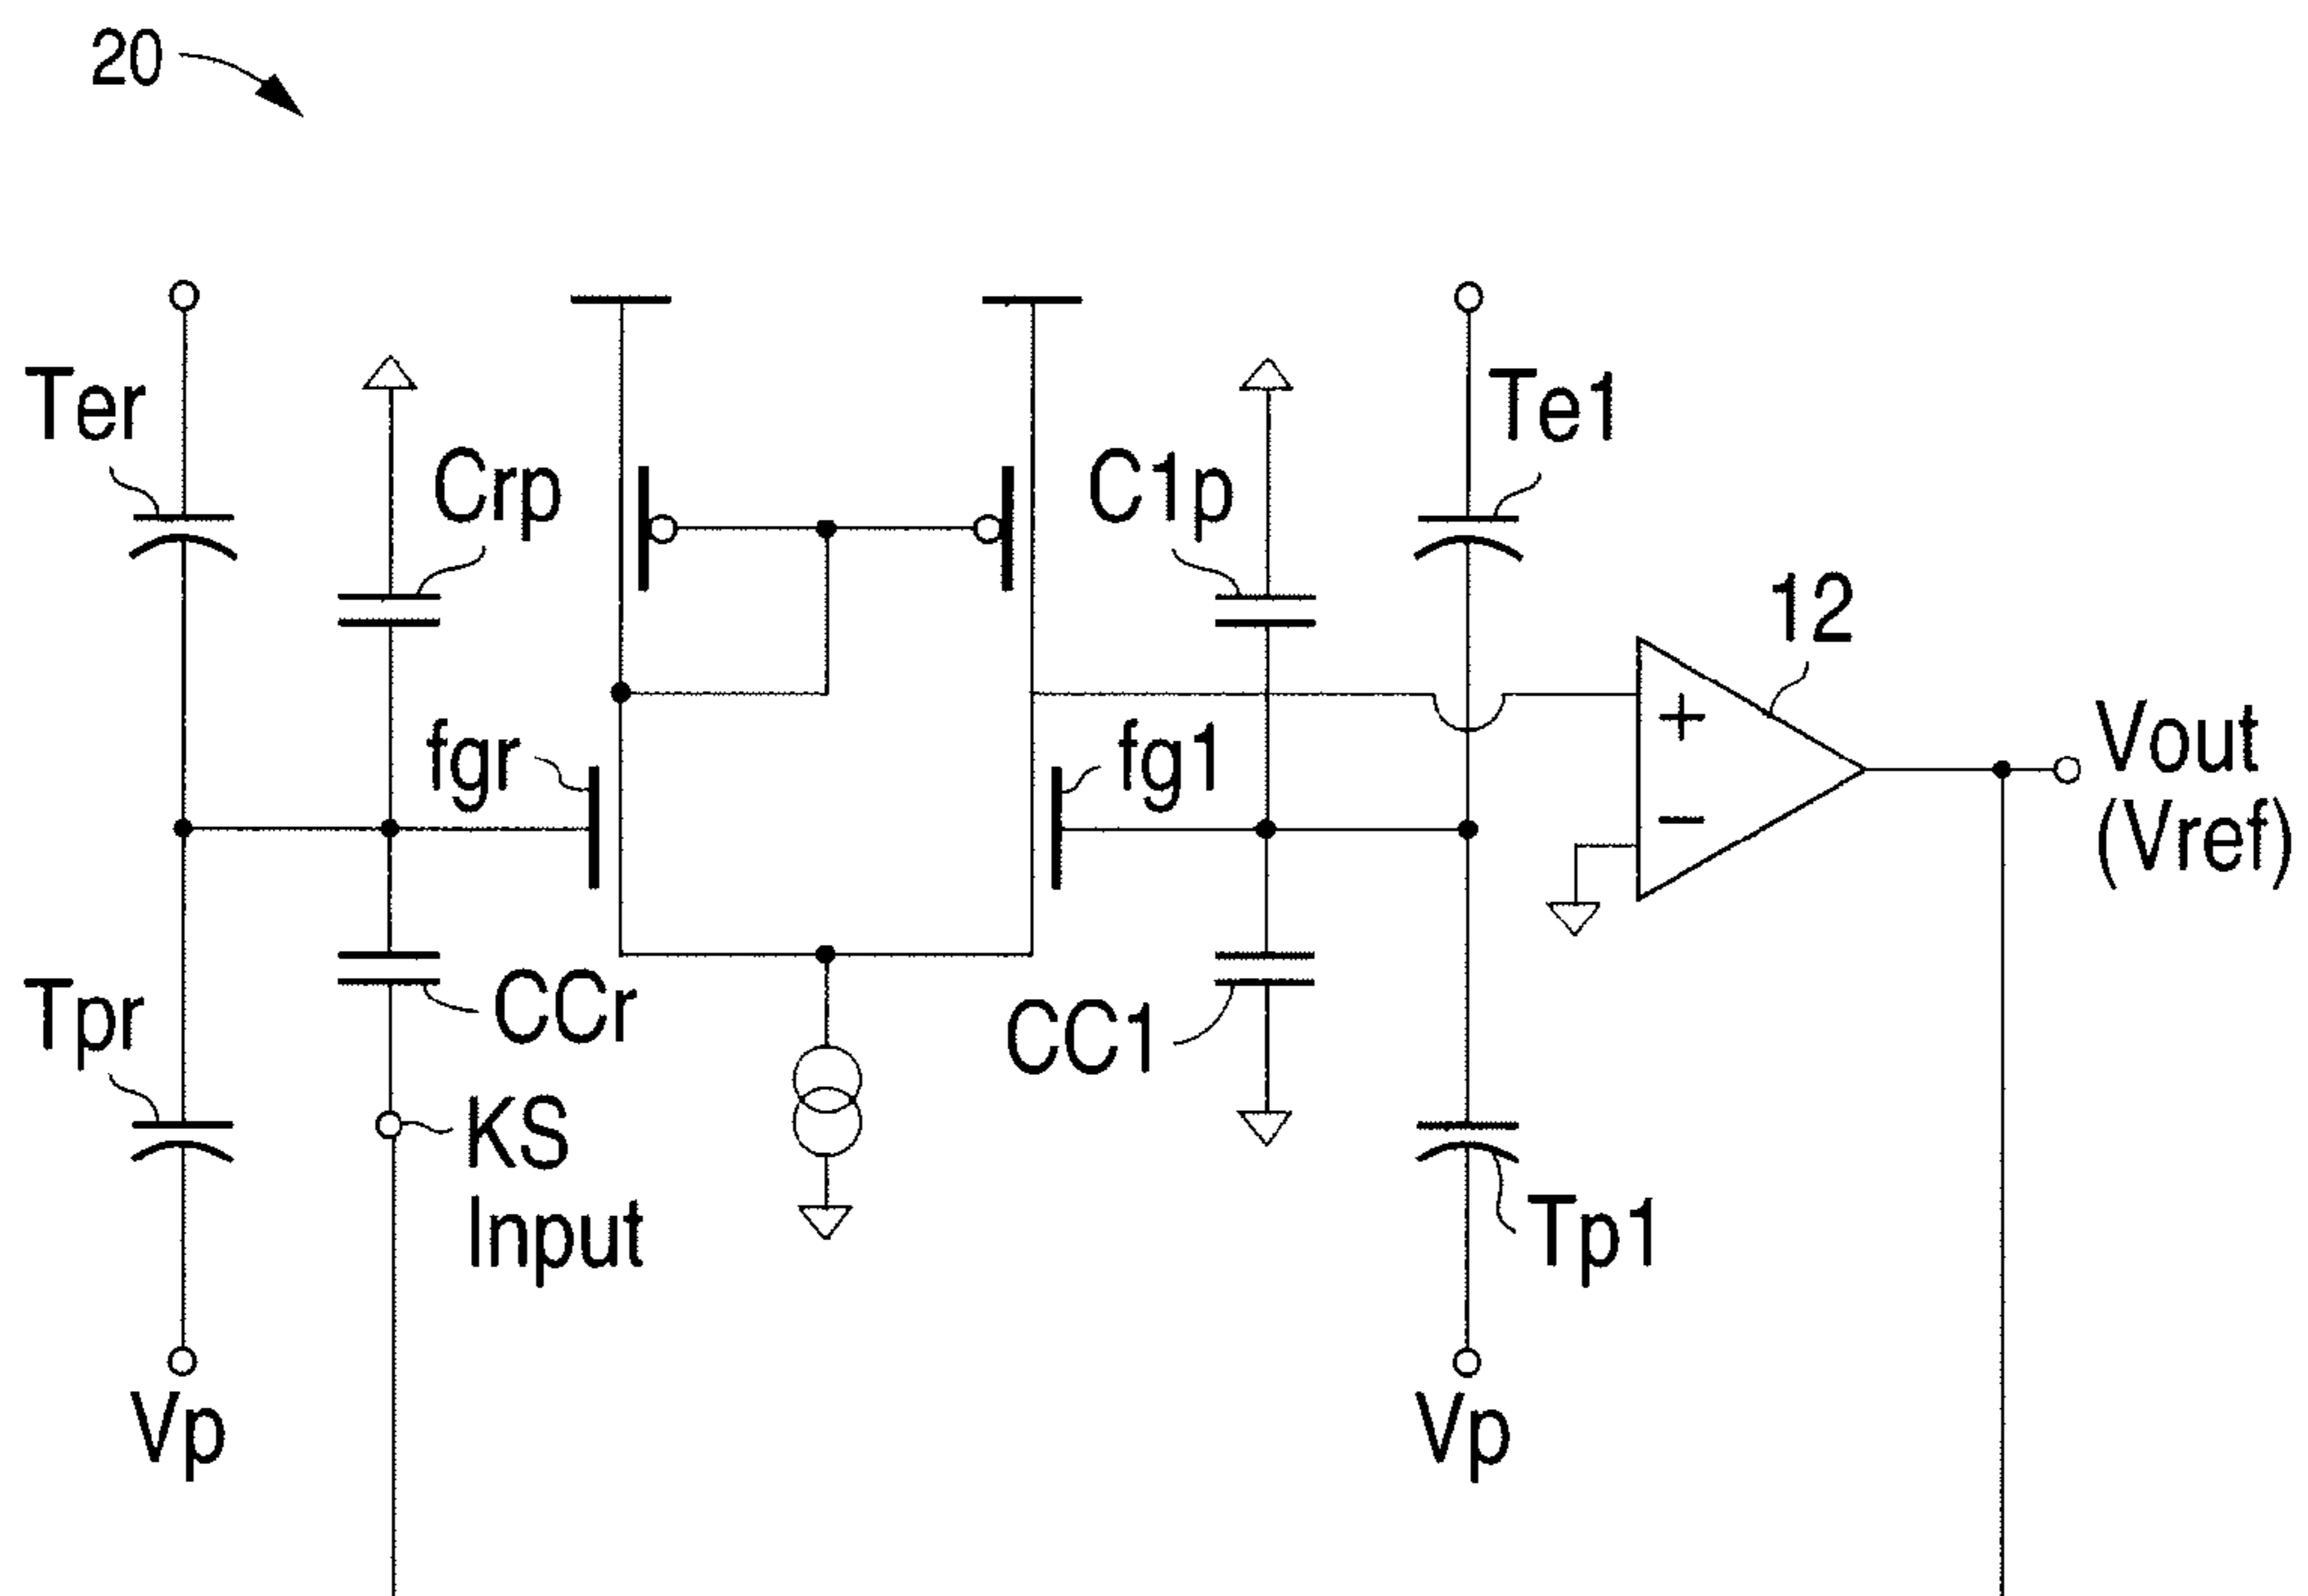 20
Ter
Crp
C1p
Te1
12
fgr
fg1
+
−
Vout
(Vref)
Tpr
CCr
CC1
KS
Input
Tp1
Vp
Vp